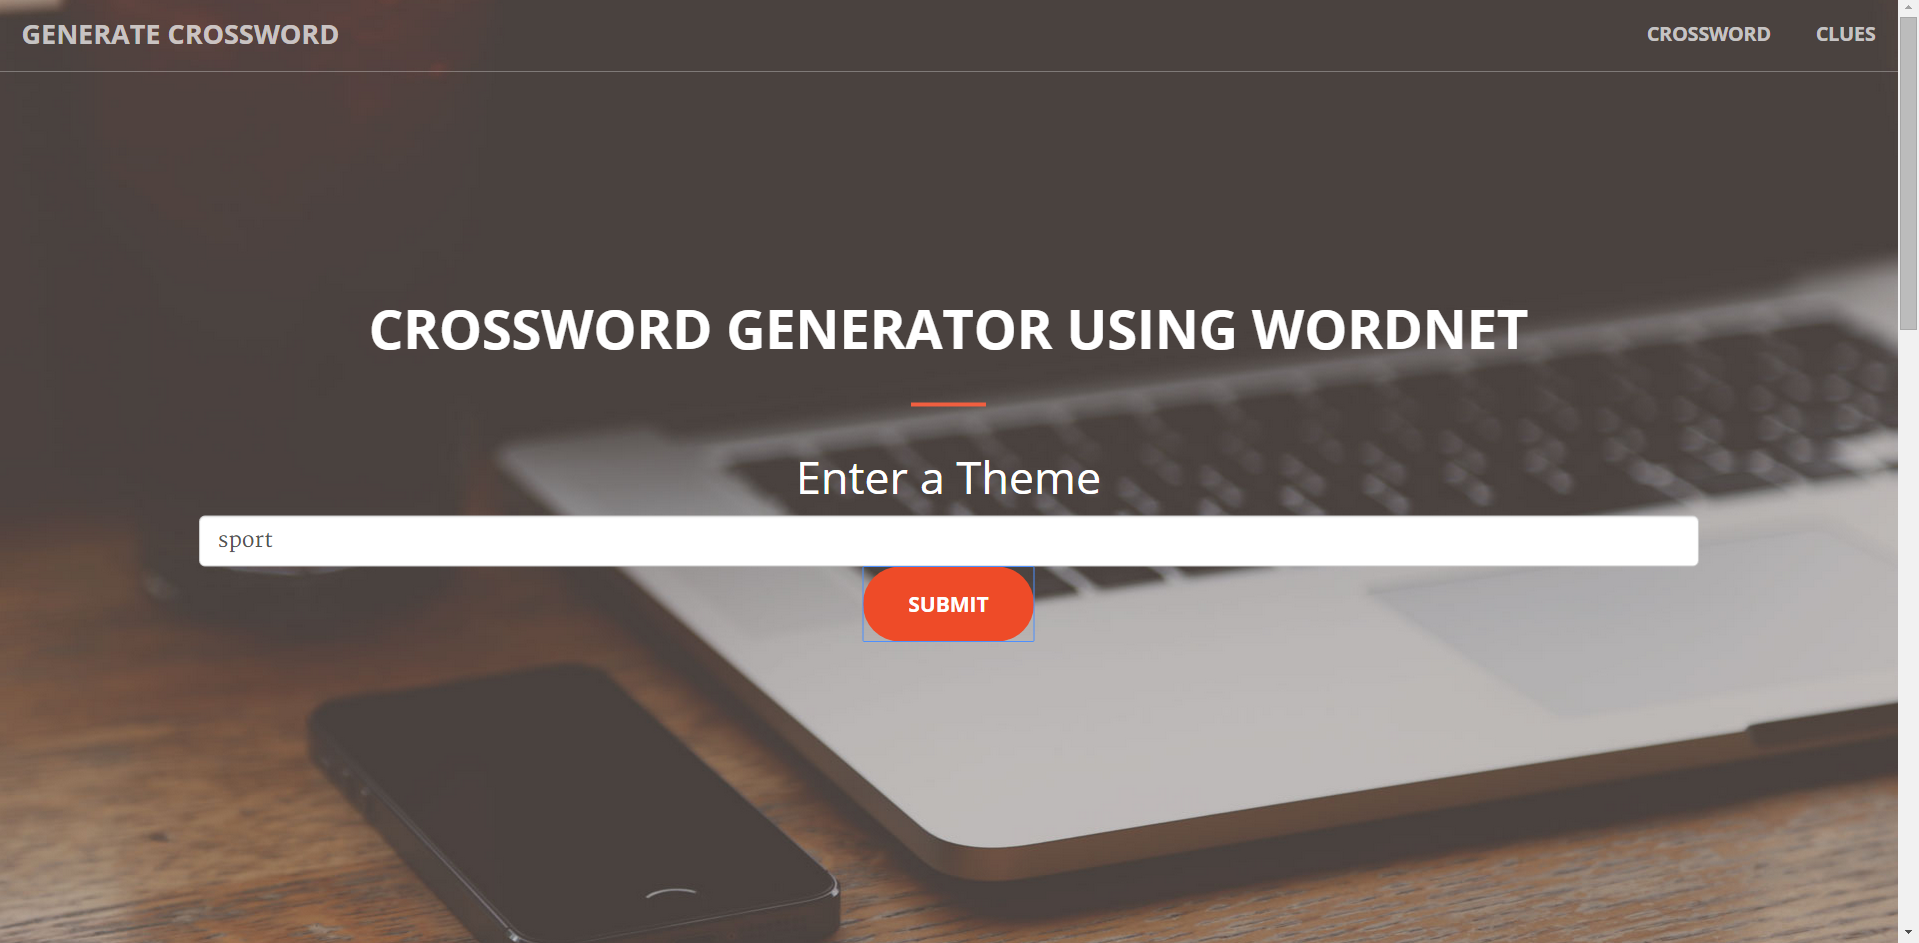 GENERATE CROSSWORD
CROSSWORD
CLUES
CROSSWORD GENERATOR USING WORDNET
Enter a Theme
sport
SUBMIT